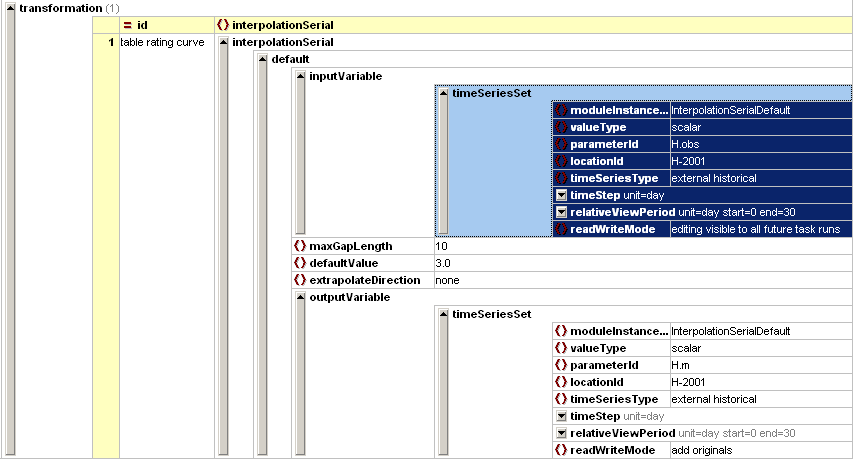 transformation (1)
= id () interpolationSerial
1 table rating curve interpolationSerial
default
inputVariable
timeSeriesSet
() moduleInstance... InterpolationSerialDefault
() valueType scalar
() parameterId H.obs
() locationId H-2001
() timeSeriesType external historical
timeStep unit=day
relativeViewPeriod unit=day start=0 end=30
() readWriteMode editing visible to all future task runs
() maxGapLength 10
() defaultValue 3.0
() extrapolateDirection none
outputVariable
timeSeriesSet
() moduleInstance... InterpolationSerialDefault
() valueType scalar
() parameterId H.m
() locationId H-2001
() timeSeriesType external historical
timeStep unit=day
relativeViewPeriod unit=day start=0 end=30
() readWriteMode add originals